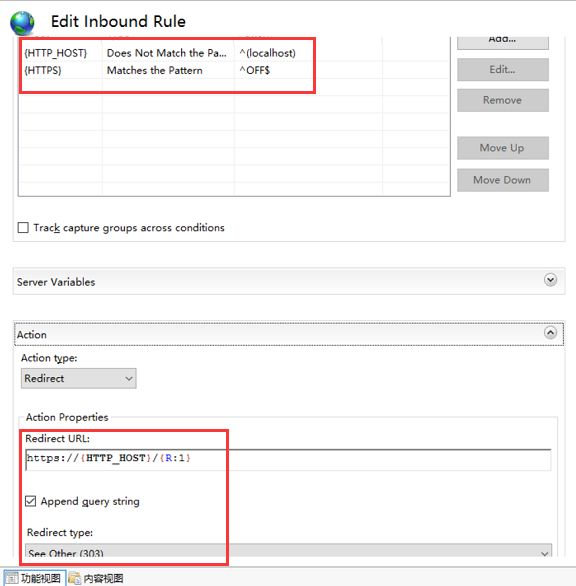 Edit Inbound Rule
{HTTP_HOST} Does Not Match the Pa... ^(localhost)
{HTTPS} Matches the Pattern ^OFF$
Add...
Edit...
Remove
Move Up
Move Down
Track capture groups across conditions
Server Variables
Action
Action type:
Redirect
Action Properties
Redirect URL:
https://{HTTP_HOST}/{R:1}
Append query string
Redirect type:
See Other (303)
功能视图 内容视图